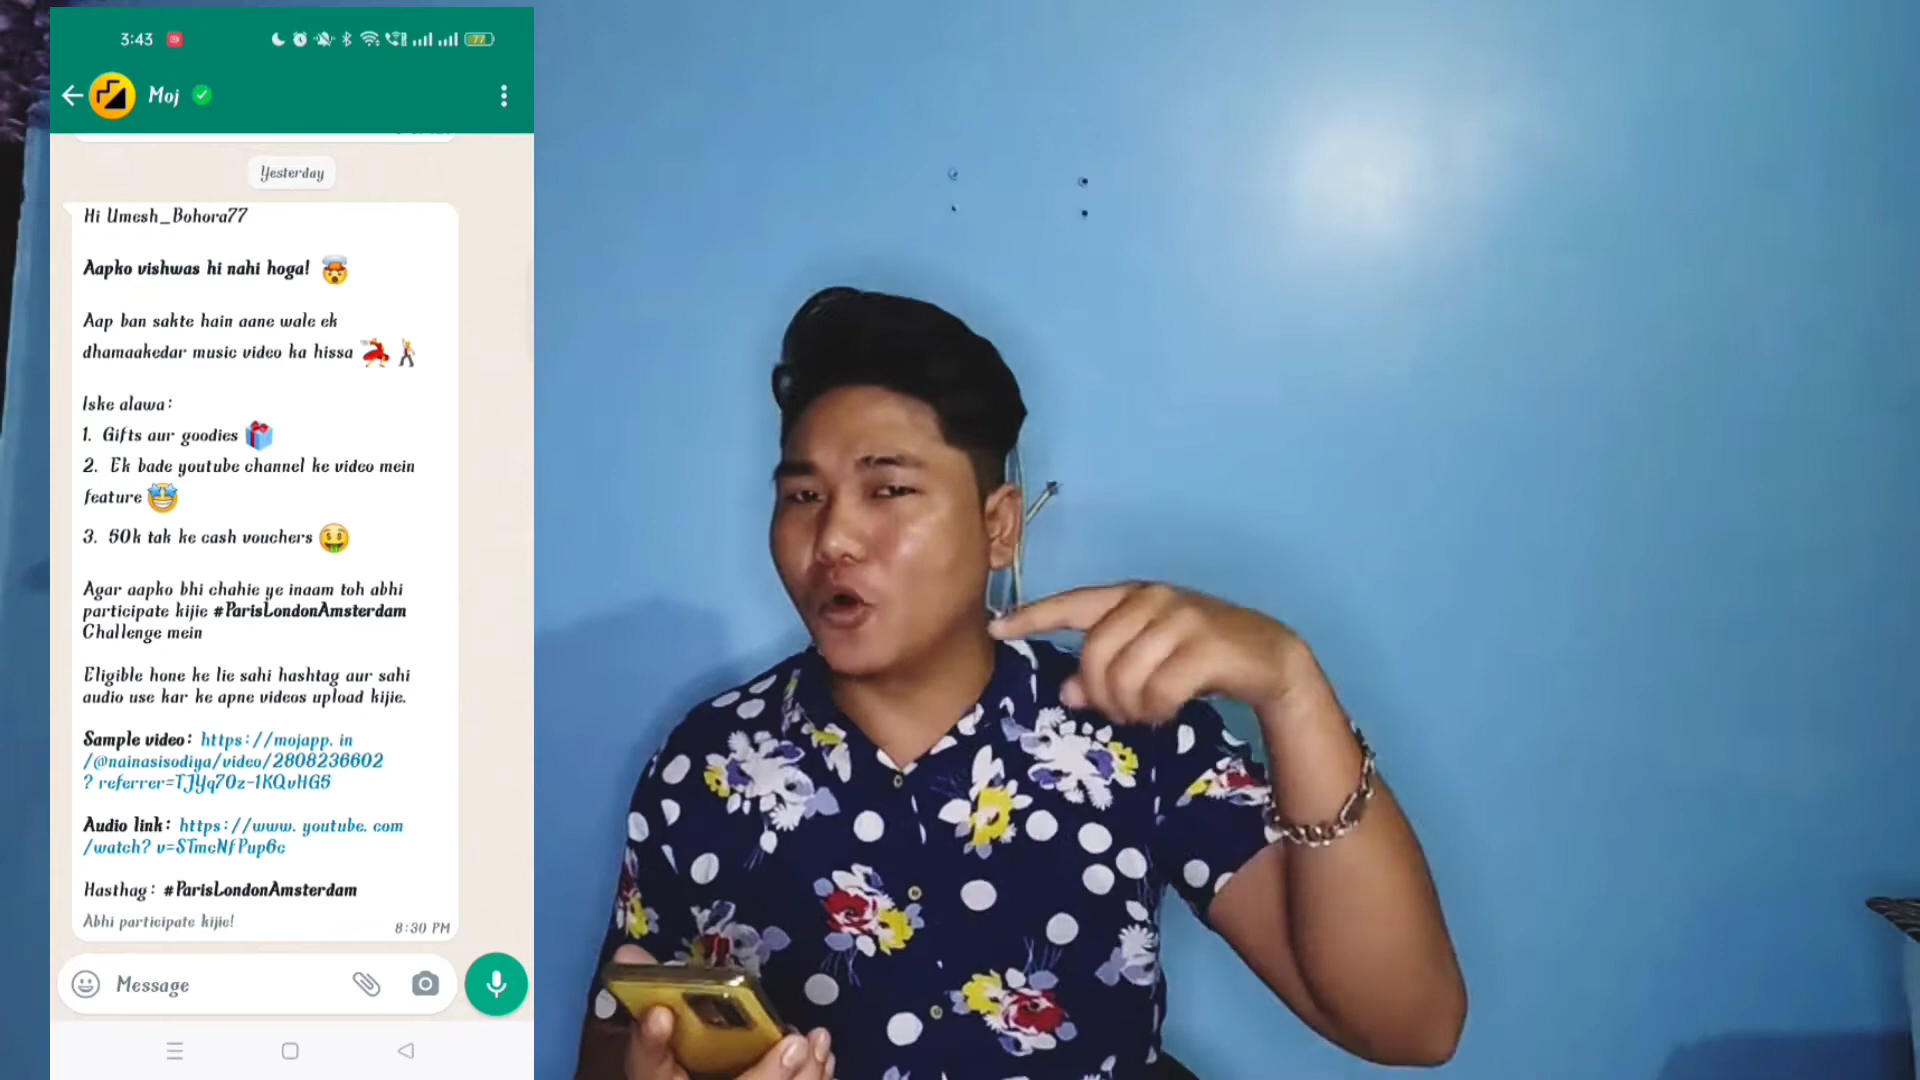 3:43
77
Moj
Yesterday
Hi Umesh_Bohora77
Aapko vishwas hi nahi hoga!
Aap ban sakte hain aane wale ek
dhamaakedar music video ka hissa
Iske alawa:
1. Gifts aur goodies
2. Ek bade youtube channel ke video mein
feature
3. 50k tak ke cash vouchers
Agar aapko bhi chahie ye inaam toh abhi
participate kijie #ParisLondonAmsterdam
Challenge mein
Eligible hone ke lie sahi hashtag aur sahi
audio use kar ke apne videos upload kijie.
Sample video: https://mojapp. in
/@nainasisodiya/video/2808236602
? referrer=TJYq7Oz-1KQvHG5
Audio link: https://www. youtube. com
/watch? v=STmcNfPup6c
Hasthag: #ParisLondonAmsterdam
Abhi participate kijie!
8:30 PM
Message